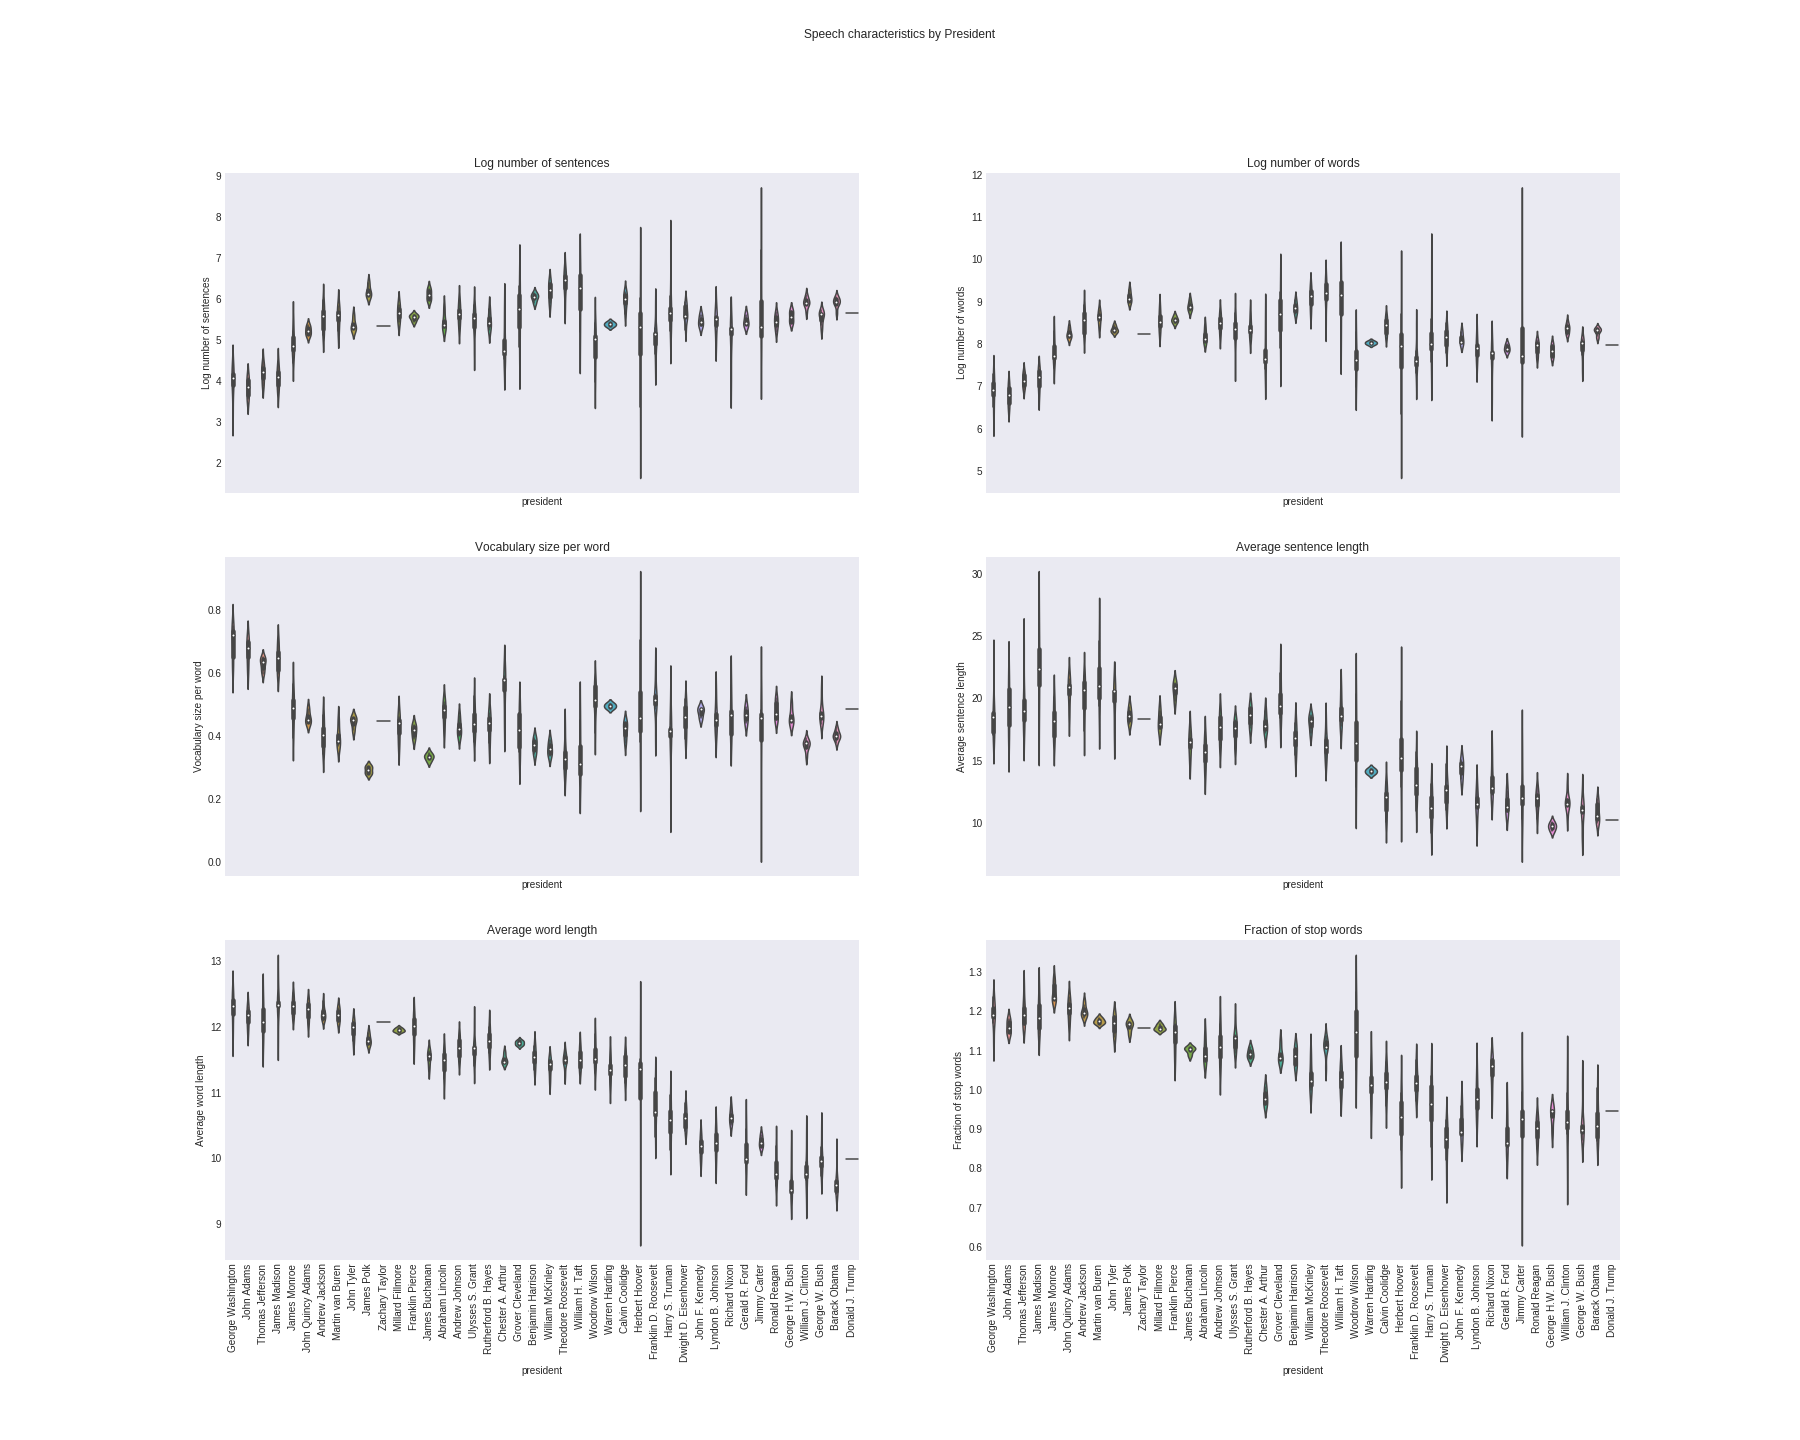 Speech characteristics by President
Log number of sentences
Log number of sentences
9
8
7
6
5
4
3
2
president
Log number of words
Log number of words
12
11
10
9
8
7
6
5
president
Vocabulary size per word
Vocabulary size per word
0.8
0.6
0.4
0.2
0.0
president
Average sentence length
Average sentence length
30
25
20
15
10
president
Average word length
Average word length
13
12
11
10
9
George Washington
John Adams
Thomas Jefferson
James Madison
James Monroe
John Quincy Adams
Andrew Jackson
Martin van Buren
John Tyler
James Polk
Zachary Taylor
Millard Fillmore
Franklin Pierce
James Buchanan
Abraham Lincoln
Andrew Johnson
Ulysses S. Grant
Rutherford B. Hayes
Chester A. Arthur
Grover Cleveland
Benjamin Harrison
William McKinley
Theodore Roosevelt
William H. Taft
Woodrow Wilson
Warren Harding
Calvin Coolidge
Herbert Hoover
Franklin D. Roosevelt
Harry S. Truman
Dwight D. Eisenhower
John F. Kennedy
Lyndon B. Johnson
Richard Nixon
Gerald R. Ford
Jimmy Carter
Ronald Reagan
George H.W. Bush
William J. Clinton
George W. Bush
Barack Obama
Donald J. Trump
president
Fraction of stop words
Fraction of stop words
1.3
1.2
1.1
1.0
0.9
0.8
0.7
0.6
George Washington
John Adams
Thomas Jefferson
James Madison
James Monroe
John Quincy Adams
Andrew Jackson
Martin van Buren
John Tyler
James Polk
Zachary Taylor
Millard Fillmore
Franklin Pierce
James Buchanan
Abraham Lincoln
Andrew Johnson
Ulysses S. Grant
Rutherford B. Hayes
Chester A. Arthur
Grover Cleveland
Benjamin Harrison
William McKinley
Theodore Roosevelt
William H. Taft
Woodrow Wilson
Warren Harding
Calvin Coolidge
Herbert Hoover
Franklin D. Roosevelt
Harry S. Truman
Dwight D. Eisenhower
John F. Kennedy
Lyndon B. Johnson
Richard Nixon
Gerald R. Ford
Jimmy Carter
Ronald Reagan
George H.W. Bush
William J. Clinton
George W. Bush
Barack Obama
Donald J. Trump
president